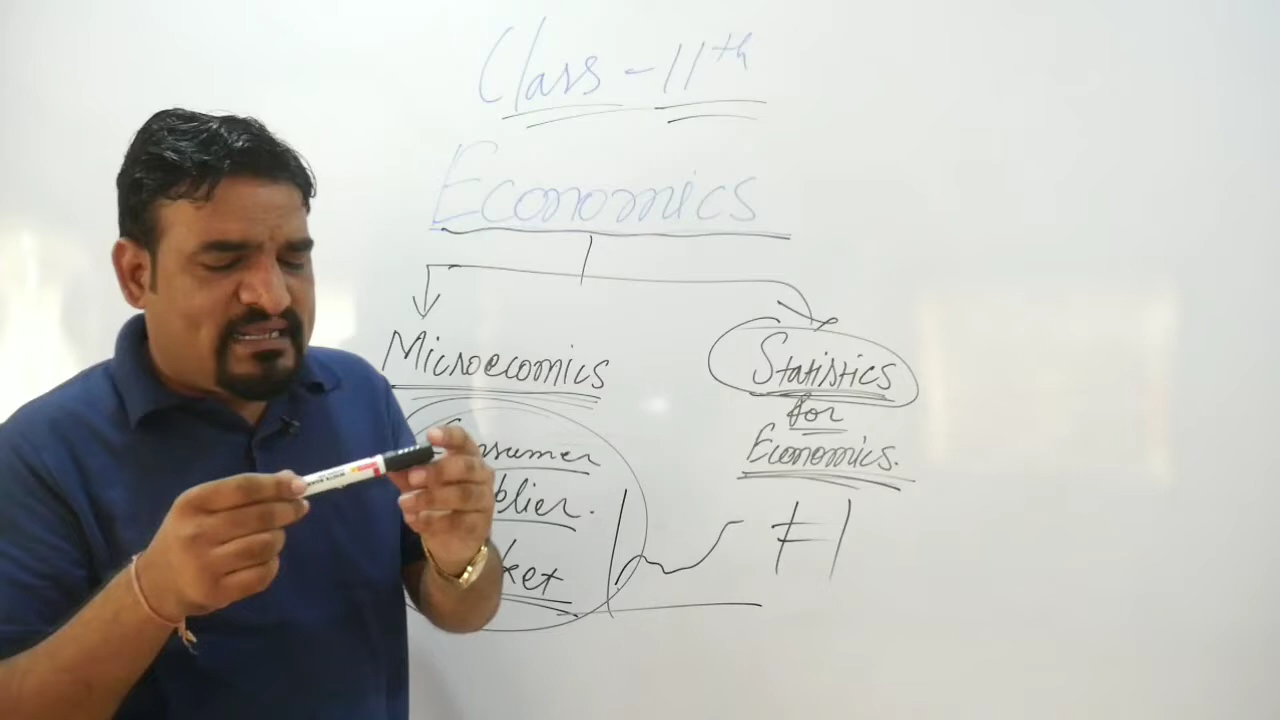 Class - 11th
Economics
Microecomics
Statistics
for
Economics.